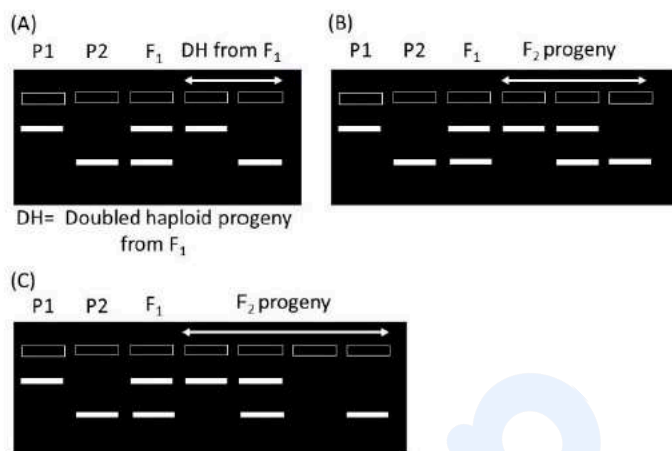 (A)
P1 P2 F₁ DH from F₁
DH= Doubled haploid progeny
from F₁
(B)
P1 P2 F₁ F₂ progeny
(C)
P1 P2 F₁ F₂ progeny